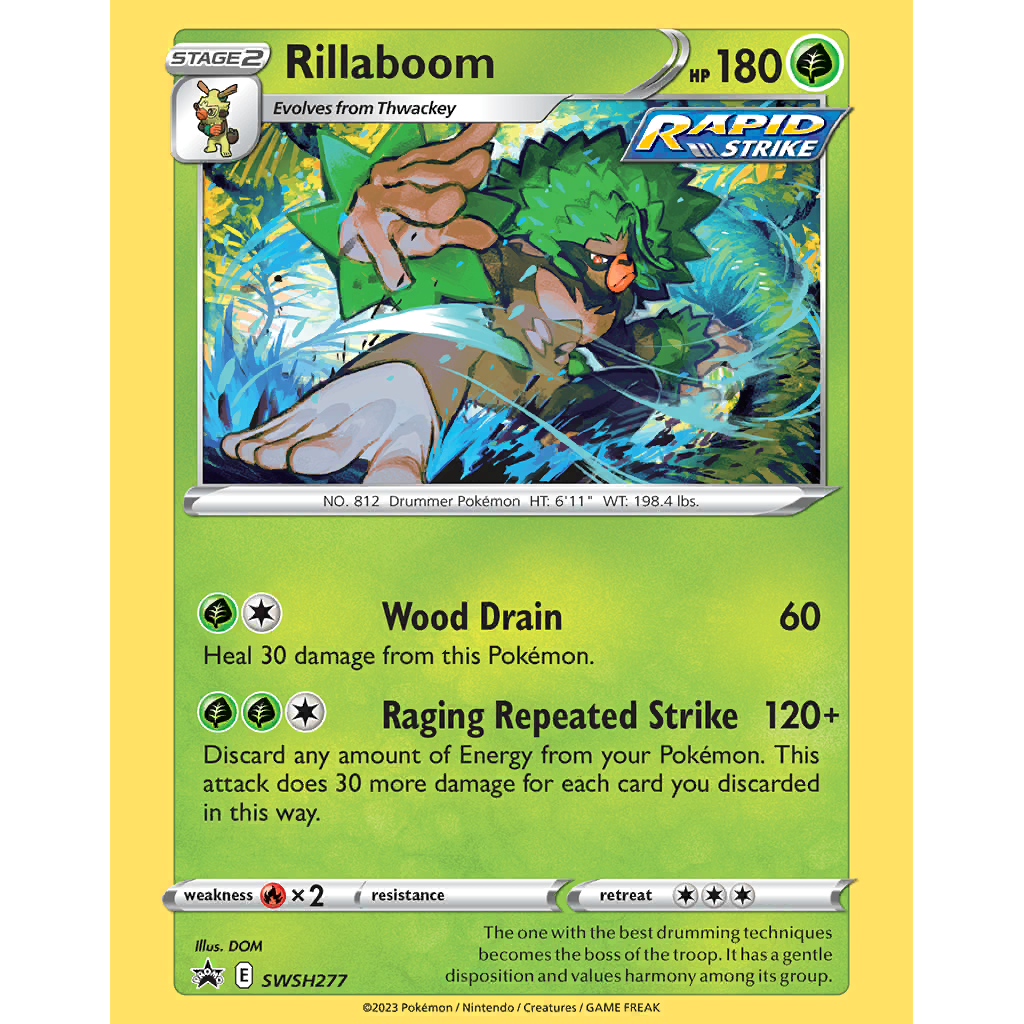 STAGE 2
Rillaboom
HP 180
Evolves from Thwackey
RAPID
STRIKE
NO. 812 Drummer Pokémon HT: 6'11" WT: 198.4 lbs.
Wood Drain 60
Heal 30 damage from this Pokémon.
Raging Repeated Strike 120+
Discard any amount of Energy from your Pokémon. This
attack does 30 more damage for each card you discarded
in this way.
weakness ×2 resistance retreat
The one with the best drumming techniques
becomes the boss of the troop. It has a gentle
disposition and values harmony among its group.
Illus. DOM
PROMO E SWSH277
©2023 Pokémon / Nintendo / Creatures / GAME FREAK